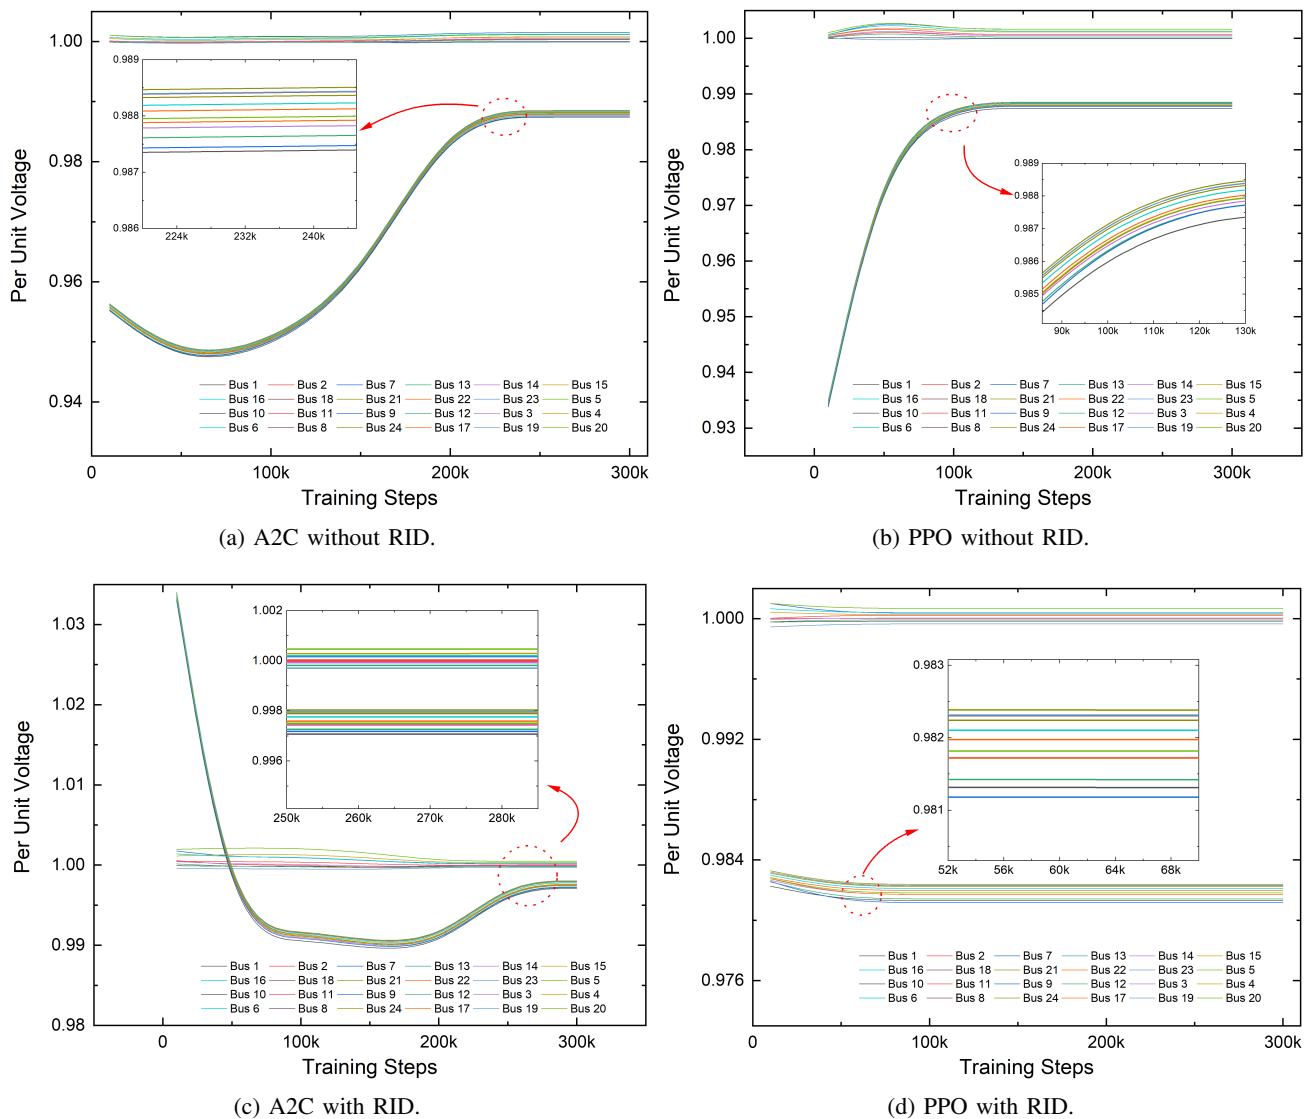 1.00
0.98
0.96
0.94
Per Unit Voltage
0.989
0.988
0.987
0.986
224k 232k 240k
Bus 1 Bus 2 Bus 7 Bus 13 Bus 14 Bus 15
Bus 16 Bus 18 Bus 21 Bus 22 Bus 23 Bus 5
Bus 10 Bus 11 Bus 9 Bus 12 Bus 3 Bus 4
Bus 6 Bus 8 Bus 24 Bus 17 Bus 19 Bus 20
0 100k 200k 300k
Training Steps
(a) A2C without RID.
1.00
0.99
0.98
0.97
0.96
0.95
0.94
0.93
Per Unit Voltage
0.989
0.988
0.987
0.986
0.985
90k 100k 110k 120k 130k
Bus 1 Bus 2 Bus 7 Bus 13 Bus 14 Bus 15
Bus 16 Bus 18 Bus 21 Bus 22 Bus 23 Bus 5
Bus 10 Bus 11 Bus 9 Bus 12 Bus 3 Bus 4
Bus 6 Bus 8 Bus 24 Bus 17 Bus 19 Bus 20
0 100k 200k 300k
Training Steps
(b) PPO without RID.
1.03
1.02
1.01
1.00
0.99
0.98
Per Unit Voltage
1.002
1.000
0.998
0.996
250k 260k 270k 280k
Bus 1 Bus 2 Bus 7 Bus 13 Bus 14 Bus 15
Bus 16 Bus 18 Bus 21 Bus 22 Bus 23 Bus 5
Bus 10 Bus 11 Bus 9 Bus 12 Bus 3 Bus 4
Bus 6 Bus 8 Bus 24 Bus 17 Bus 19 Bus 20
0 100k 200k 300k
Training Steps
(c) A2C with RID.
1.000
0.992
0.984
0.976
Per Unit Voltage
0.983
0.982
0.981
52k 56k 60k 64k 68k
Bus 1 Bus 2 Bus 7 Bus 13 Bus 14 Bus 15
Bus 16 Bus 18 Bus 21 Bus 22 Bus 23 Bus 5
Bus 10 Bus 11 Bus 9 Bus 12 Bus 3 Bus 4
Bus 6 Bus 8 Bus 24 Bus 17 Bus 19 Bus 20
0 100k 200k 300k
Training Steps
(d) PPO with RID.